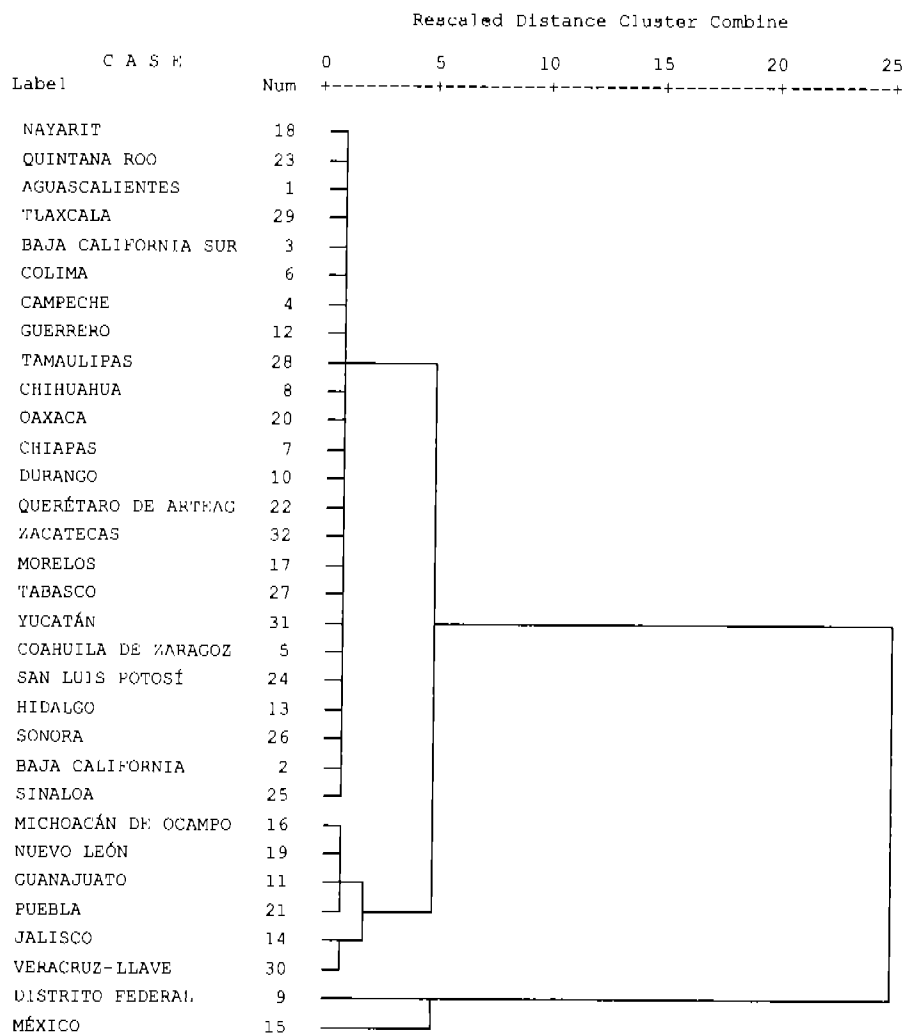 Rescaled Distance Cluster Combine
C A S E 0 5 10 15 20 25
Label Num +---------+---------+---------+---------+---------+
NAYARIT 18
QUINTANA ROO 23
AGUASCALIENTES 1
TLAXCALA 29
BAJA CALIFORNIA SUR 3
COLIMA 6
CAMPECHE 4
GUERRERO 12
TAMAULIPAS 28
CHIHUAHUA 8
OAXACA 20
CHIAPAS 7
DURANGO 10
QUERÉTARO DE ARTEAG 22
ZACATECAS 32
MORELOS 17
TABASCO 27
YUCATÁN 31
COAHUILA DE ZARAGOZ 5
SAN LUIS POTOSÍ 24
HIDALGO 13
SONORA 26
BAJA CALIFORNIA 2
SINALOA 25
MICHOACÁN DE OCAMPO 16
NUEVO LEÓN 19
GUANAJUATO 11
PUEBLA 21
JALISCO 14
VERACRUZ-LLAVE 30
DISTRITO FEDERAL 9
MÉXICO 15